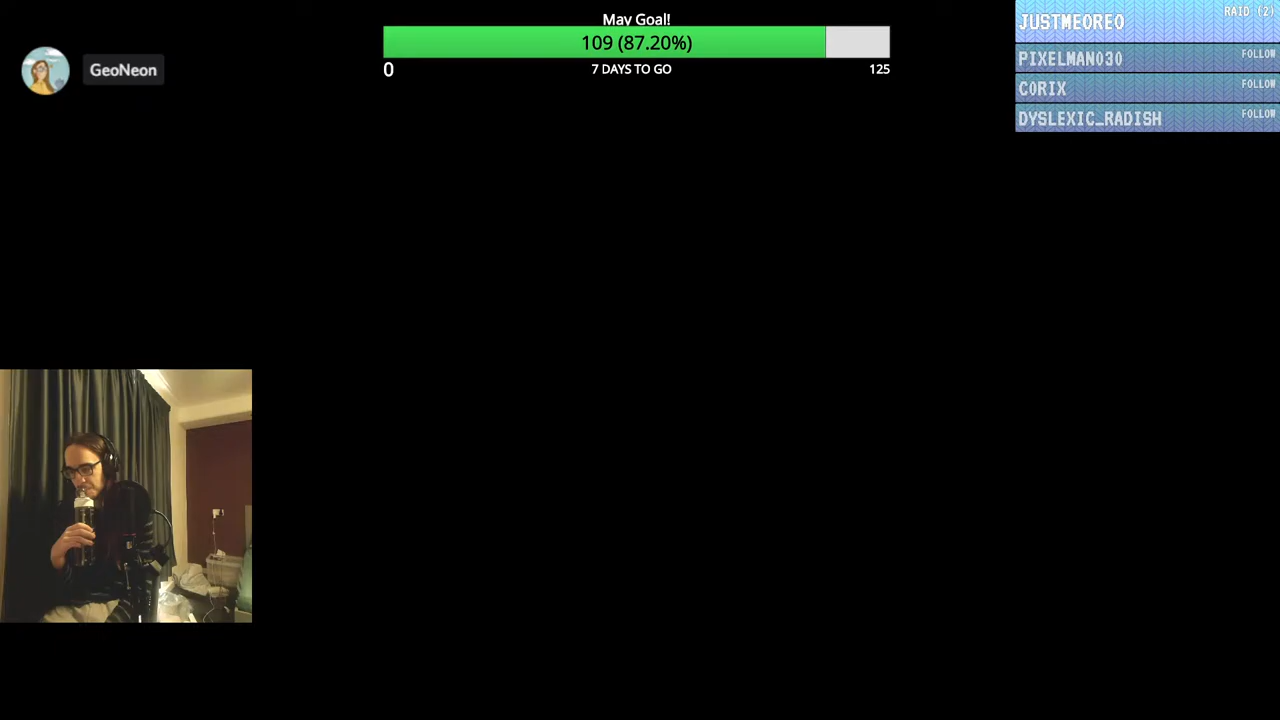 May Goal!
109 (87.20%)
0
7 DAYS TO GO
125
GeoNeon
JUSTMEOREO
RAID (2)
PIXELMAN030
FOLLOW
C0RIX
FOLLOW
DYSLEXIC_RADISH
FOLLOW